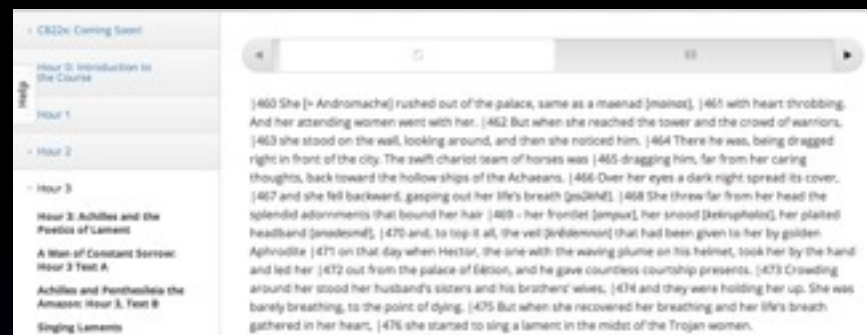 CB22x: Coming Soon!
Hour 0: Introduction to
the Course
Help
Hour 1
Hour 2
Hour 3
Hour 3: Achilles and the
Poetics of Lament
A Man of Constant Sorrow:
Hour 3 Text A
Achilles and Penthesileia the
Amazon: Hour 3, Text B
Singing Laments
|460 She [= Andromache] rushed out of the palace, same as a maenad [mainas], |461 with heart throbbing.
And her attending women went with her. |462 But when she reached the tower and the crowd of warriors,
|463 she stood on the wall, looking around, and then she noticed him. |464 There he was, being dragged
right in front of the city. The swift chariot team of horses was |465 dragging him, far from her caring
thoughts, back toward the hollow ships of the Achaeans. |466 Over her eyes a dark night spread its cover,
|467 and she fell backward, gasping out her life's breath [psūkhē]. |468 She threw far from her head the
splendid adornments that bound her hair |469 – her frontlet [ampux], her snood [kekruphalos], her plaited
headband [anadesmē], |470 and, to top it all, the veil [krēdemnon] that had been given to her by golden
Aphrodite |471 on that day when Hector, the one with the waving plume on his helmet, took her by the hand
and led her |472 out from the palace of Eëtion, and he gave countless courtship presents. |473 Crowding
around her stood her husband's sisters and his brothers' wives, |474 and they were holding her up. She was
barely breathing, to the point of dying. |475 But when she recovered her breathing and her life's breath
gathered in her heart, |476 she started to sing a lament in the midst of the Trojan women.